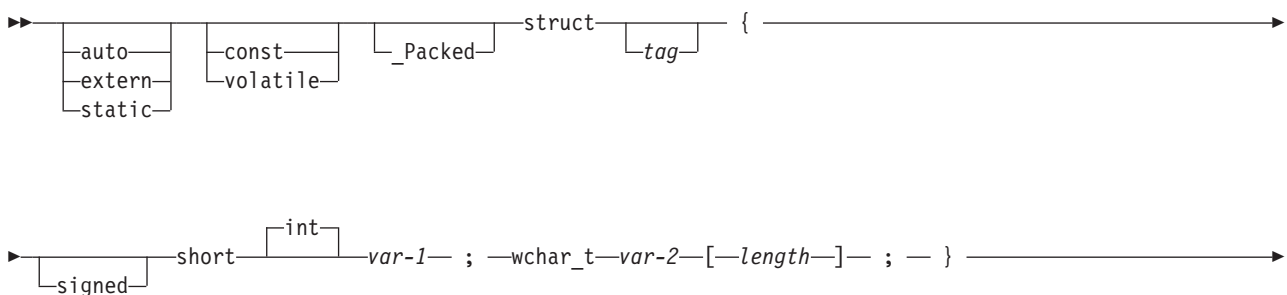 struct {
auto const _Packed tag
extern volatile
static
int
short var-1 ; wchar_t var-2 [ length ] ; }
signed